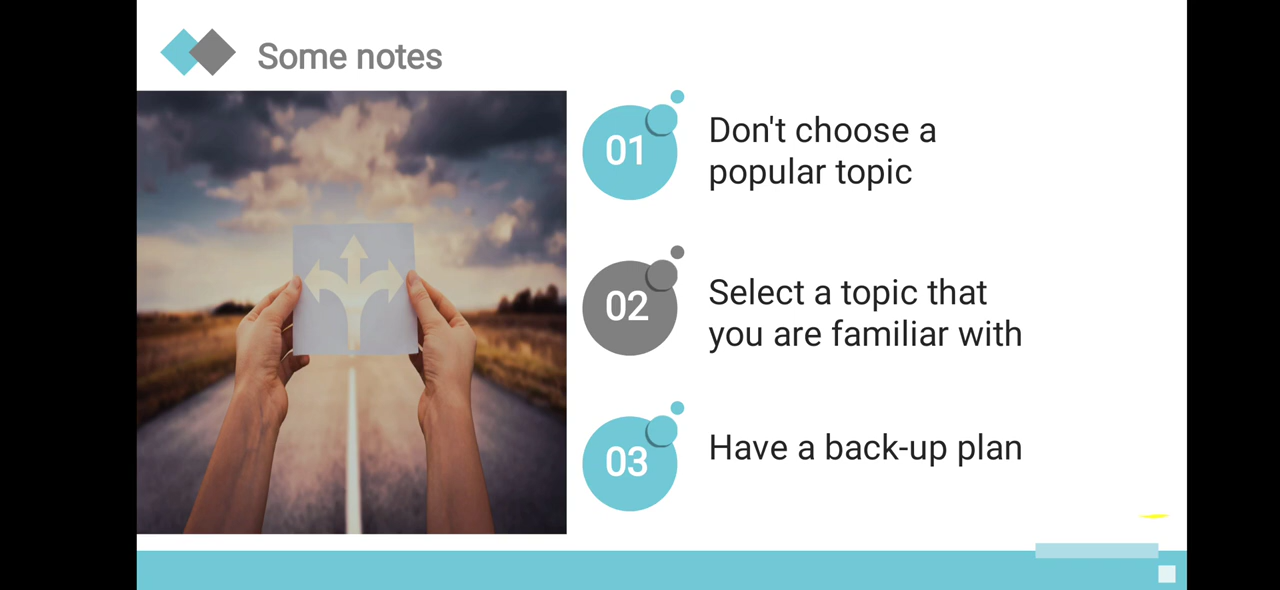 Some notes
01
Don't choose a
popular topic
02
Select a topic that
you are familiar with
03
Have a back-up plan